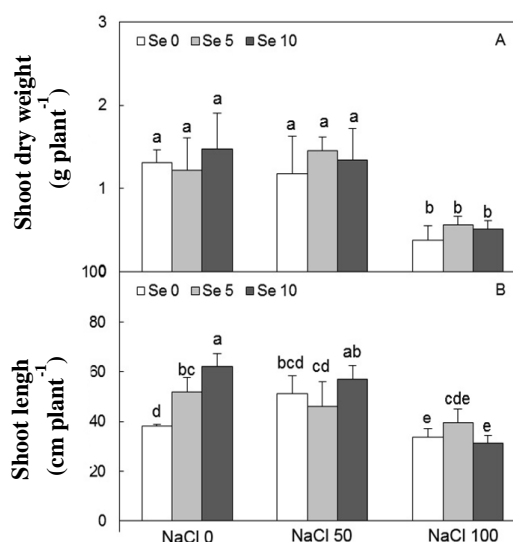 3
Se 0 Se 5 Se 10
A
Shoot dry weight
(g plant-1)
2
1
a a a a a a b b b
100
Se 0 Se 5 Se 10
B
Shoot lengh
(cm plant-1)
80
60
40
20
0
d bc a bcd cd ab e cde e
NaCl 0 NaCl 50 NaCl 100